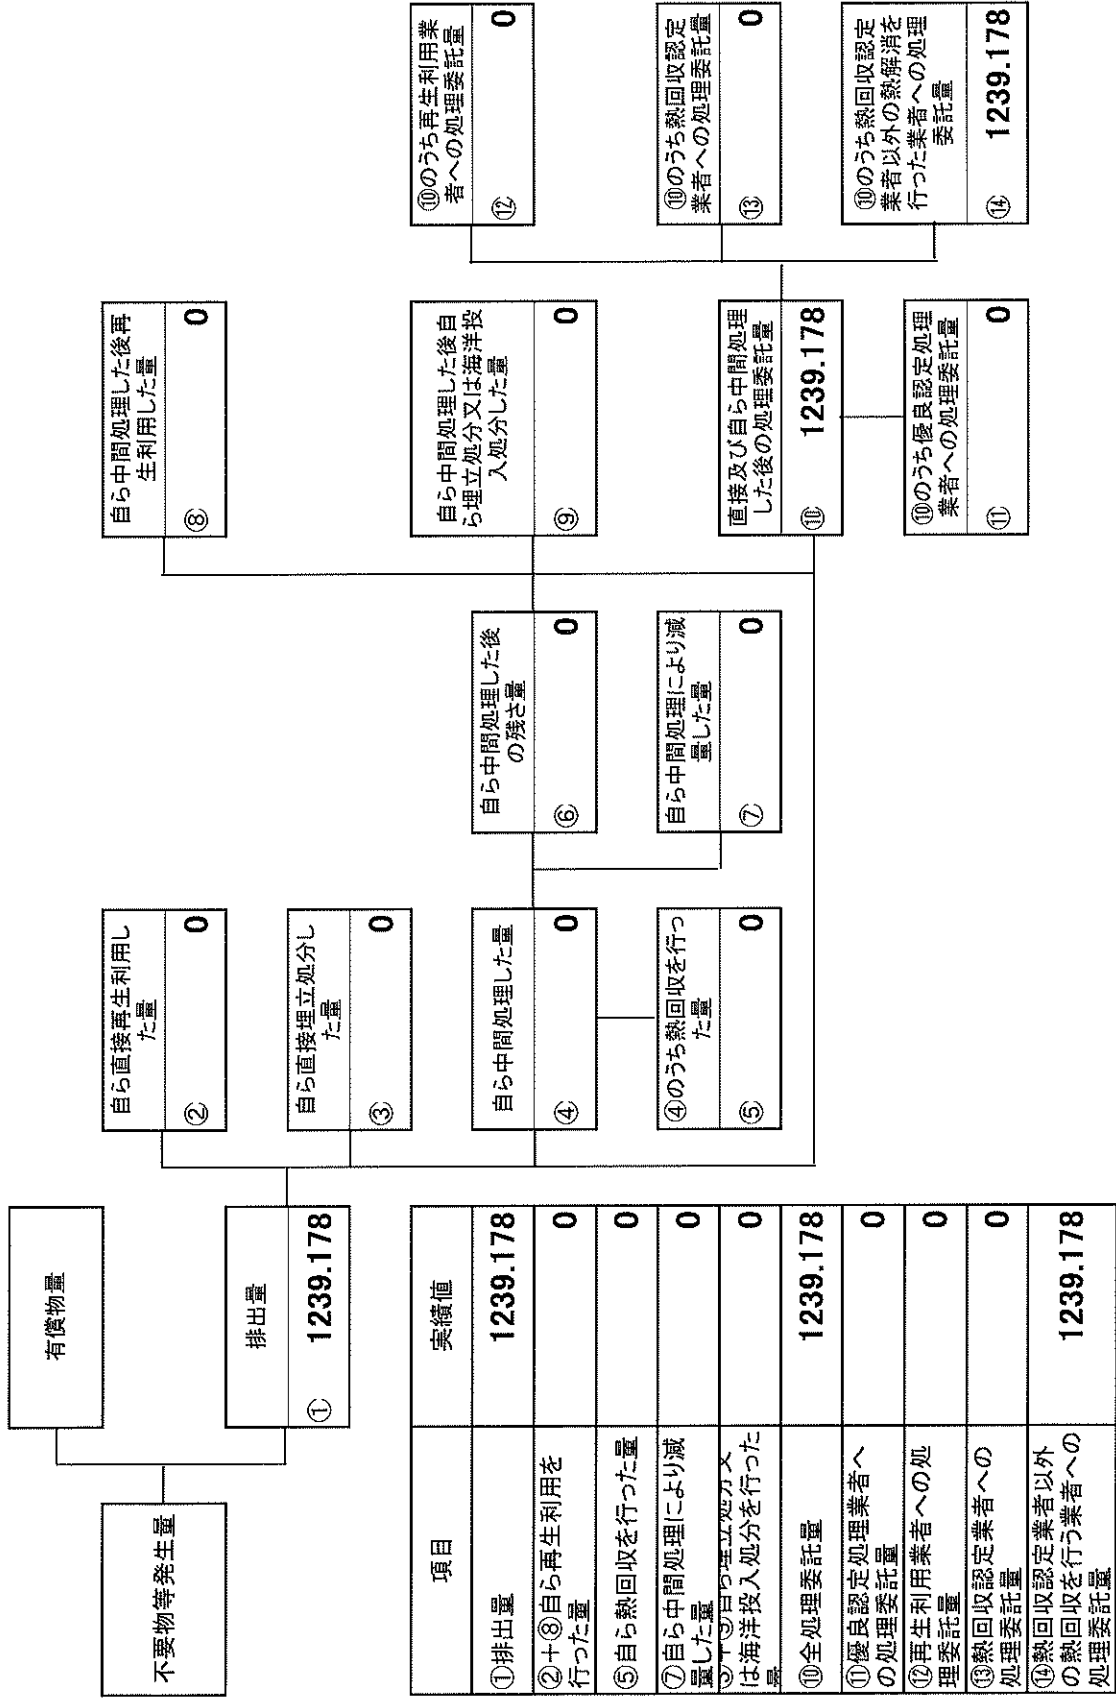 不要物等発生量
有償物量
排出量
① 1239.178
自ら直接再生利用し
た量
② 0
自ら直接埋立処分し
た量
③ 0
自ら中間処理した量
④ 0
④のうち熱回収を行っ
た量
⑤ 0
自ら中間処理した後
の残さ量
⑥ 0
自ら中間処理により減
量した量
⑦ 0
自ら中間処理した後再
生利用した量
⑧ 0
自ら中間処理した後自
ら埋立処分又は海洋投
入処分した量
⑨ 0
直接及び自ら中間処理
した後の処理委託量
⑩ 1239.178
⑩のうち優良認定処理
業者への処理委託量
⑪ 0
⑩のうち再生利用業
者への処理委託量
⑫ 0
⑩のうち熱回収認定
業者への処理委託量
⑬ 0
⑩のうち熱回収認定
業者以外の熱解消を
行った業者への処理
委託量
⑭ 1239.178
項目 実績値
①排出量 1239.178
②＋⑧自ら再生利用を
行った量 0
⑤自ら熱回収を行った量 0
⑦自ら中間処理により減
量した量 0
③＋⑨自ら埋立処分又
は海洋投入処分を行った
量 0
⑩全処理委託量 1239.178
⑪優良認定処理業者へ
の処理委託量 0
⑫再生利用業者への処
理委託量 0
⑬熱回収認定業者への
処理委託量 0
⑭熱回収認定業者以外
の熱回収を行う業者への
処理委託量 1239.178